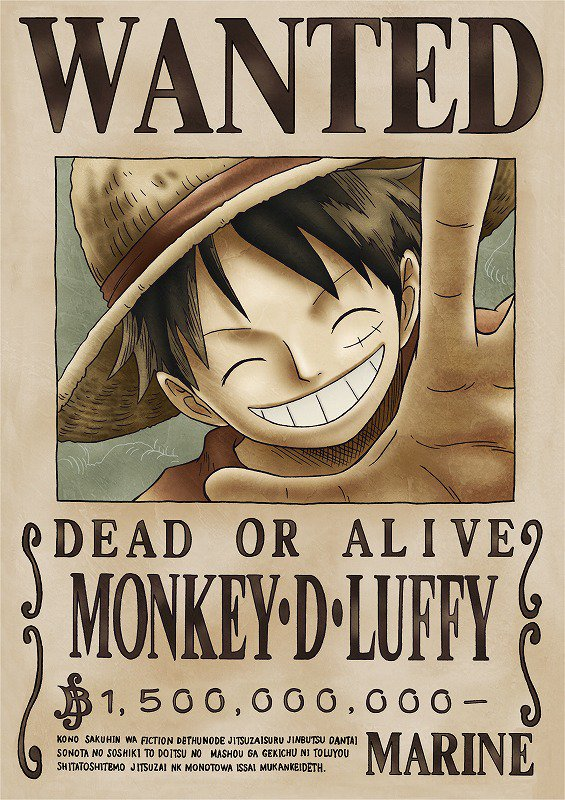 WANTED
DEAD OR ALIVE
MONKEY•D•LUFFY
฿1,500,000,000-
KONO SAKUHIN WA FICTION DETHUNODE JITSUZAISURU JINBUTSU DANTAI
SONOTA NO SOSHIKI TO DOITSU NO MASHOU GA GEKICHU NI TOLUYOU
SHITATOSHITEMO JITSUZAI NK MONOTOWA ISSAI MUKANKEIDETH.
MARINE